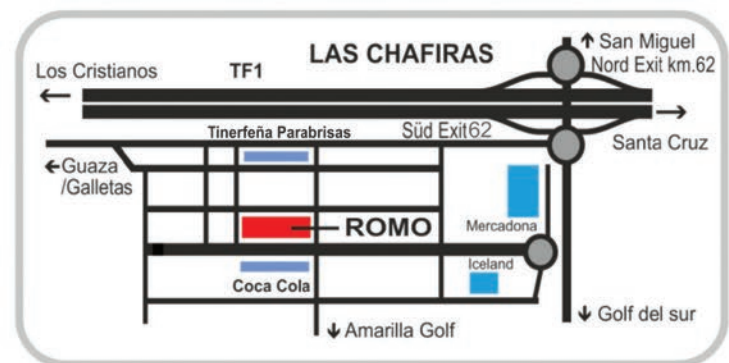 LAS CHAFIRAS
↑ San Miguel
Nord Exit km.62
Los Cristianos
TF1
←
→
Tinerfeña Parabrisas
Süd Exit62
Santa Cruz
←Guaza
/Galletas
ROMO
Mercadona
Iceland
Coca Cola
↓ Golf del sur
↓ Amarilla Golf